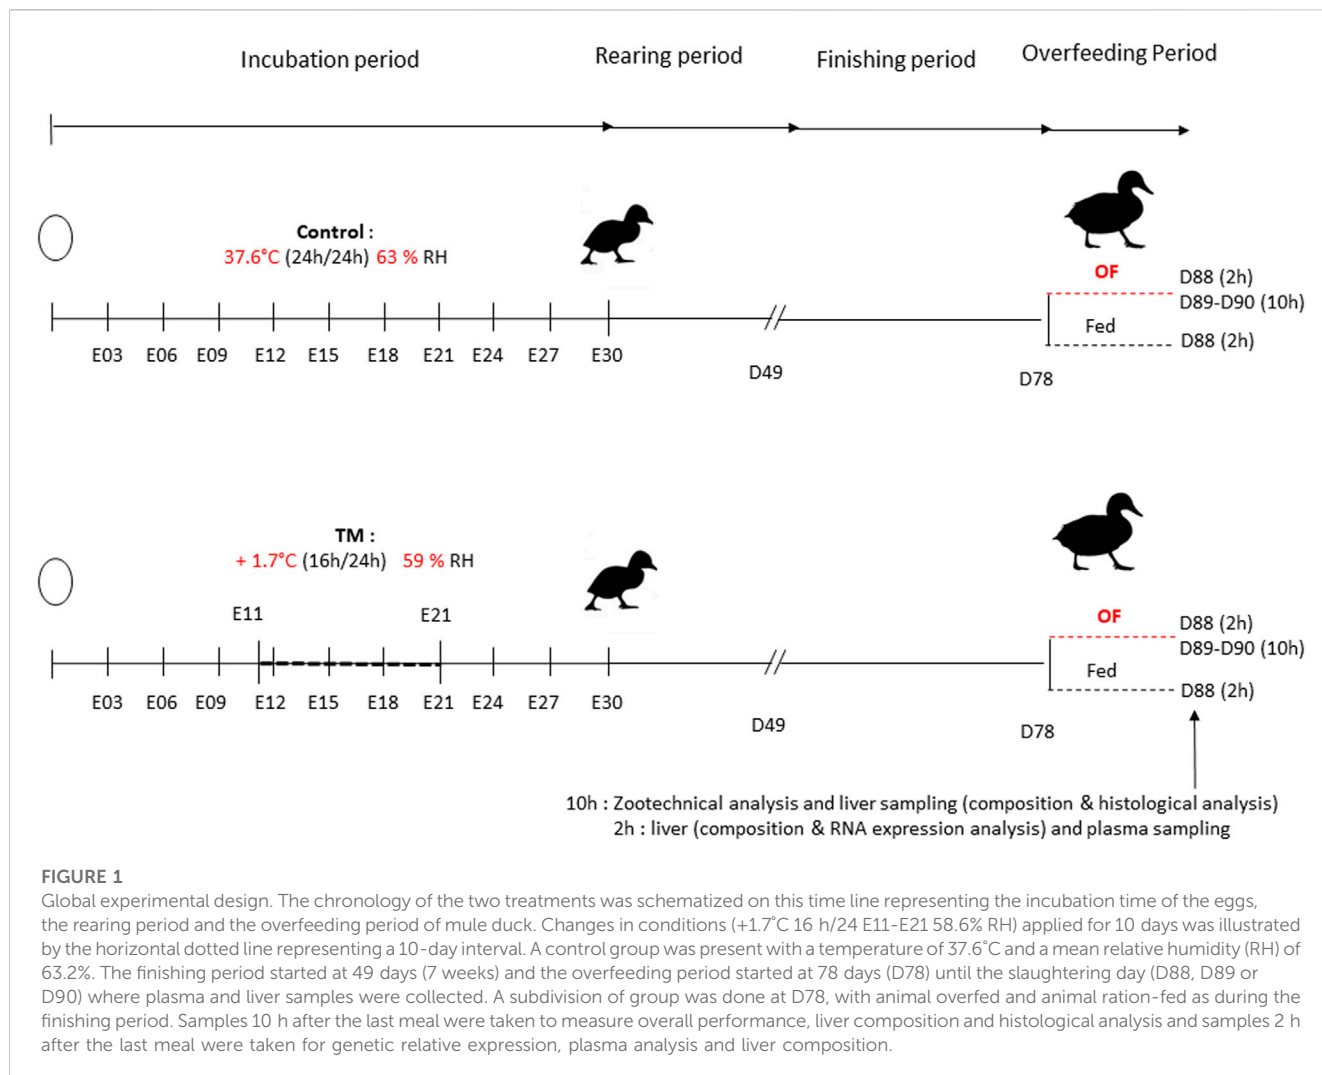 Incubation period
Rearing period
Finishing period
Overfeeding Period
Control :
37.6°C (24h/24h) 63 % RH
OF
D88 (2h)
D89-D90 (10h)
Fed
D88 (2h)
E03 E06 E09 E12 E15 E18 E21 E24 E27 E30
D49
D78
TM :
+ 1.7°C (16h/24h) 59 % RH
E11
E21
OF
D88 (2h)
D89-D90 (10h)
Fed
D88 (2h)
E03 E06 E09 E12 E15 E18 E21 E24 E27 E30
D49
D78
10h : Zootechnical analysis and liver sampling (composition & histological analysis)
2h : liver (composition & RNA expression analysis) and plasma sampling
FIGURE 1
Global experimental design. The chronology of the two treatments was schematized on this time line representing the incubation time of the eggs,
the rearing period and the overfeeding period of mule duck. Changes in conditions (+1.7°C 16 h/24 E11-E21 58.6% RH) applied for 10 days was illustrated
by the horizontal dotted line representing a 10-day interval. A control group was present with a temperature of 37.6°C and a mean relative humidity (RH) of
63.2%. The finishing period started at 49 days (7 weeks) and the overfeeding period started at 78 days (D78) until the slaughtering day (D88, D89 or
D90) where plasma and liver samples were collected. A subdivision of group was done at D78, with animal overfed and animal ration-fed as during the
finishing period. Samples 10 h after the last meal were taken to measure overall performance, liver composition and histological analysis and samples 2 h
after the last meal were taken for genetic relative expression, plasma analysis and liver composition.